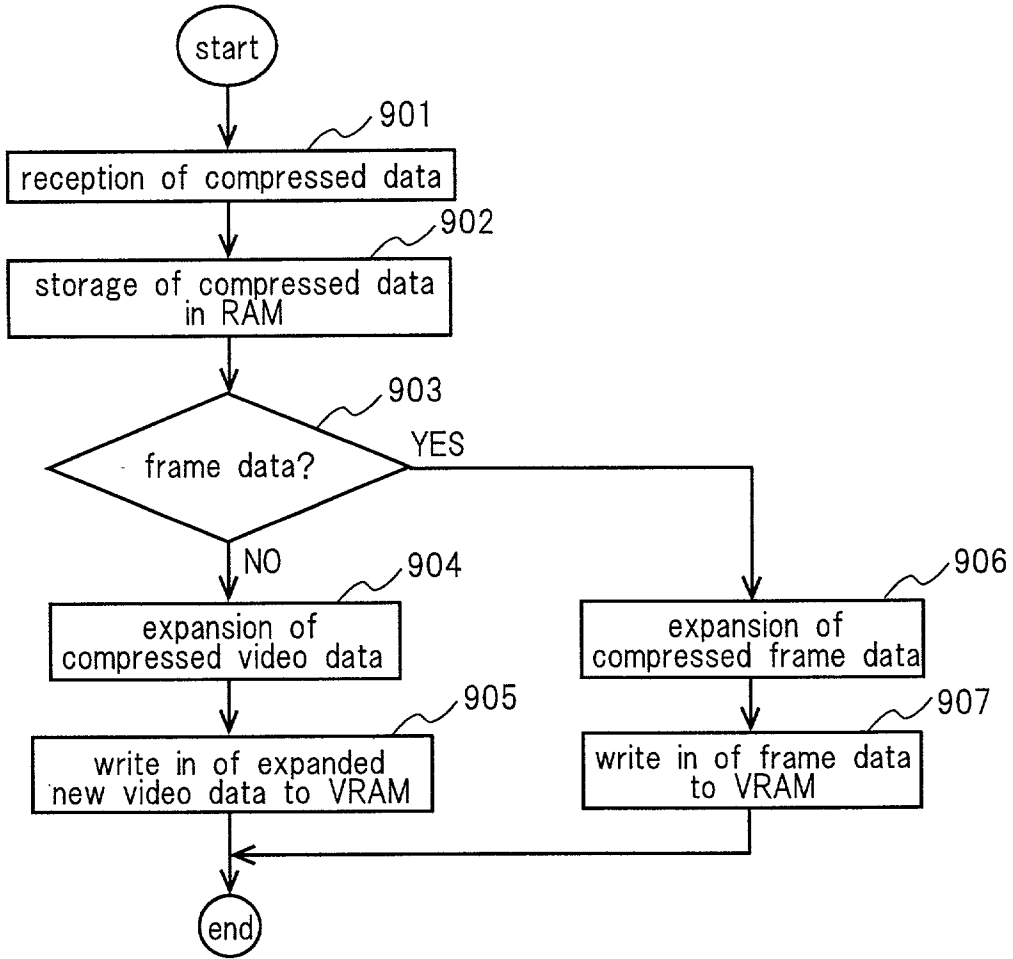 start
901
reception of compressed data
902
storage of compressed data
in RAM
903
frame data?
YES
NO
904
expansion of
compressed video data
906
expansion of
compressed frame data
905
write in of expanded
new video data to VRAM
907
write in of frame data
to VRAM
end